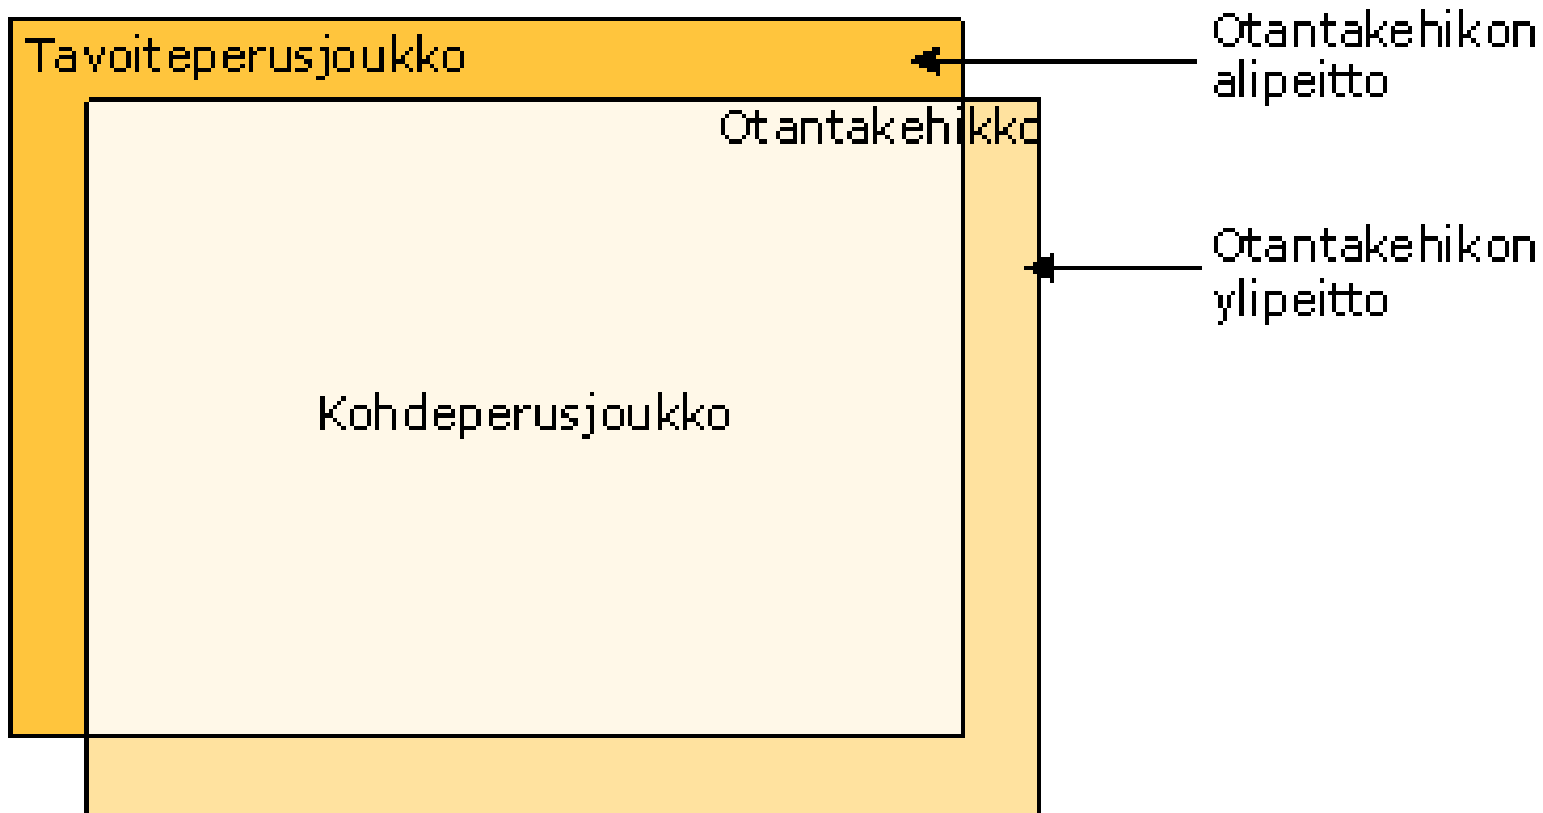 Tavoiteperusjoukko
Otantakehikon
alipeitto
Otantakehikko
Otantakehikon
ylipeitto
Kohdeperusjoukko